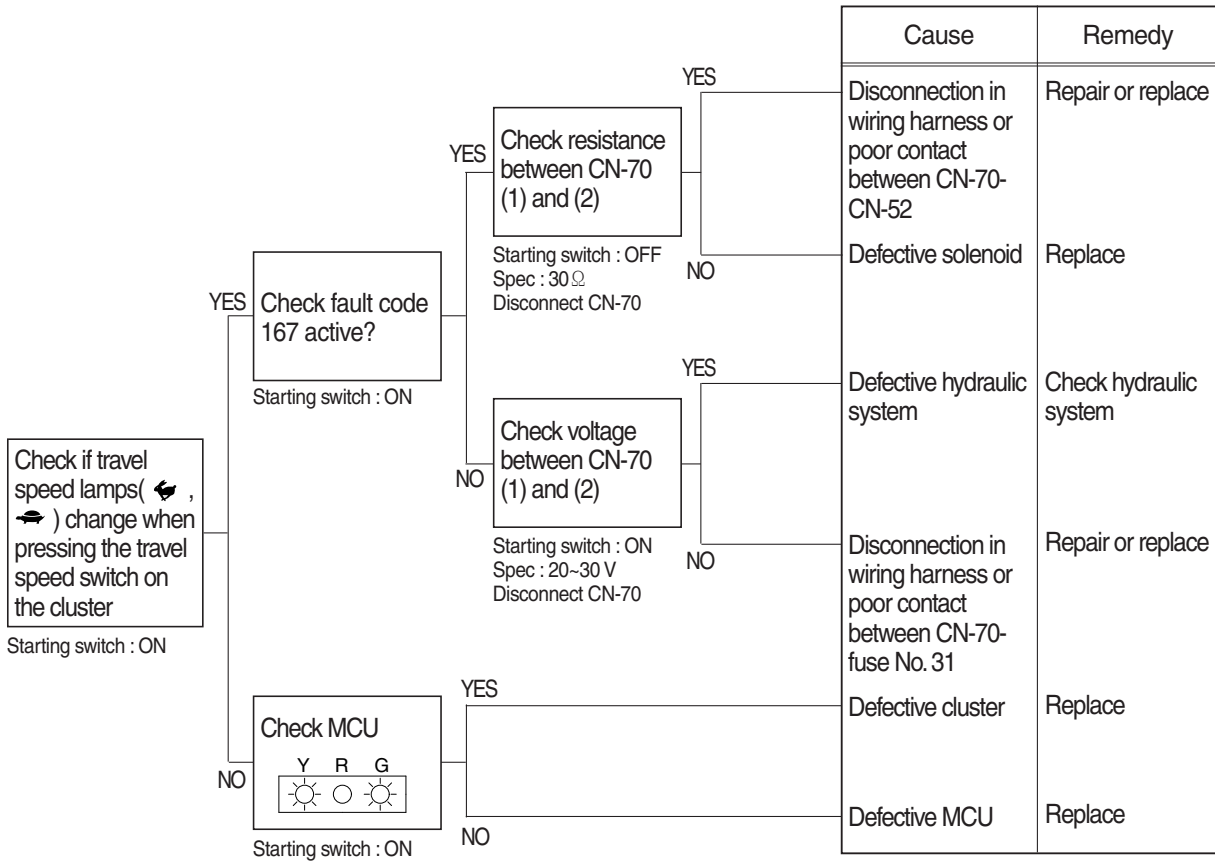 Cause
Remedy
YES
Disconnection in
wiring harness or
poor contact
between CN-70-
CN-52
Repair or replace
YES
Check resistance
between CN-70
(1) and (2)
Starting switch : OFF
Spec : 30Ω
Disconnect CN-70
NO
Defective solenoid
Replace
YES
Check fault code
167 active?
Starting switch : ON
YES
Defective hydraulic
system
Check hydraulic
system
NO
Check voltage
between CN-70
(1) and (2)
Starting switch : ON
Spec : 20~30 V
Disconnect CN-70
NO
Disconnection in
wiring harness or
poor contact
between CN-70-
fuse No. 31
Repair or replace
Check if travel
speed lamps( ,
) change when
pressing the travel
speed switch on
the cluster
Starting switch : ON
YES
Defective cluster
Replace
NO
Check MCU
Y R G
Starting switch : ON
NO
Defective MCU
Replace